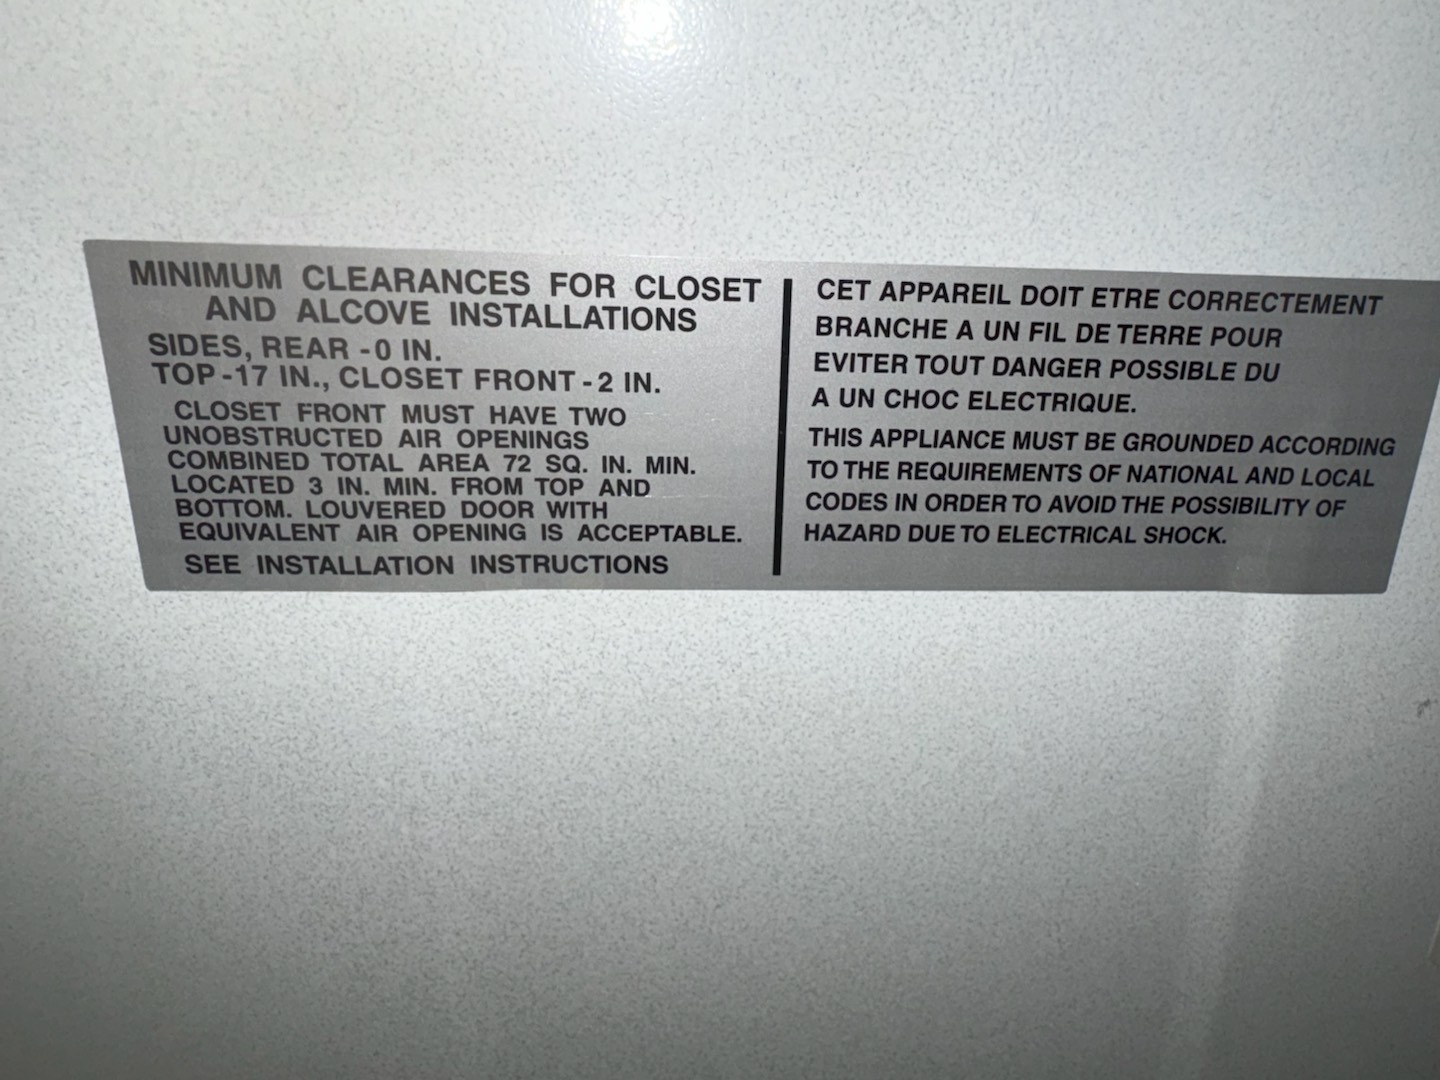 MINIMUM CLEARANCES FOR CLOSET
AND ALCOVE INSTALLATIONS
SIDES, REAR - 0 IN.
TOP - 17 IN., CLOSET FRONT - 2 IN.
CLOSET FRONT MUST HAVE TWO
UNOBSTRUCTED AIR OPENINGS
COMBINED TOTAL AREA 72 SQ. IN. MIN.
LOCATED 3 IN. MIN. FROM TOP AND
BOTTOM. LOUVERED DOOR WITH
EQUIVALENT AIR OPENING IS ACCEPTABLE.
SEE INSTALLATION INSTRUCTIONS
CET APPAREIL DOIT ETRE CORRECTEMENT
BRANCHE A UN FIL DE TERRE POUR
EVITER TOUT DANGER POSSIBLE DU
A UN CHOC ELECTRIQUE.
THIS APPLIANCE MUST BE GROUNDED ACCORDING
TO THE REQUIREMENTS OF NATIONAL AND LOCAL
CODES IN ORDER TO AVOID THE POSSIBILITY OF
HAZARD DUE TO ELECTRICAL SHOCK.